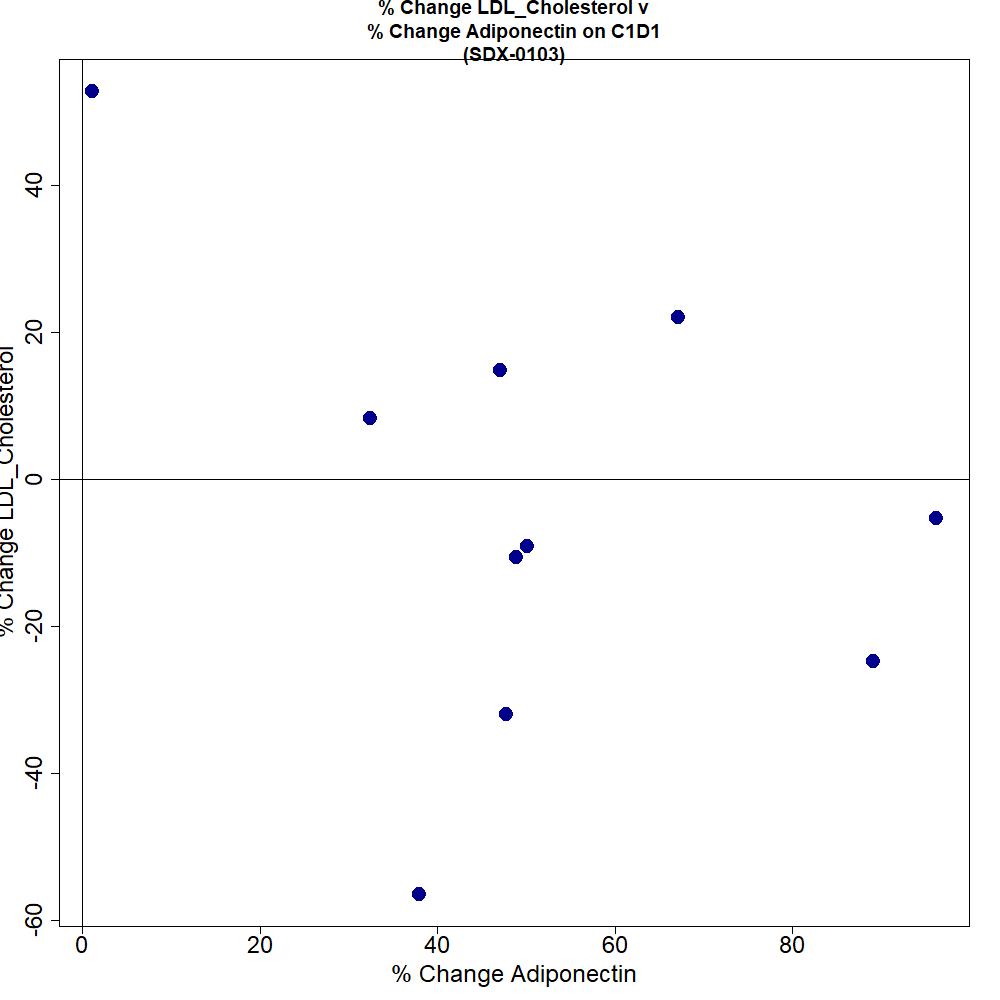 % Change LDL_Cholesterol v
% Change Adiponectin on C1D1
(SDX-0103)
% Change LDL_Cholesterol
40
20
0
-20
-40
-60
0 20 40 60 80
% Change Adiponectin